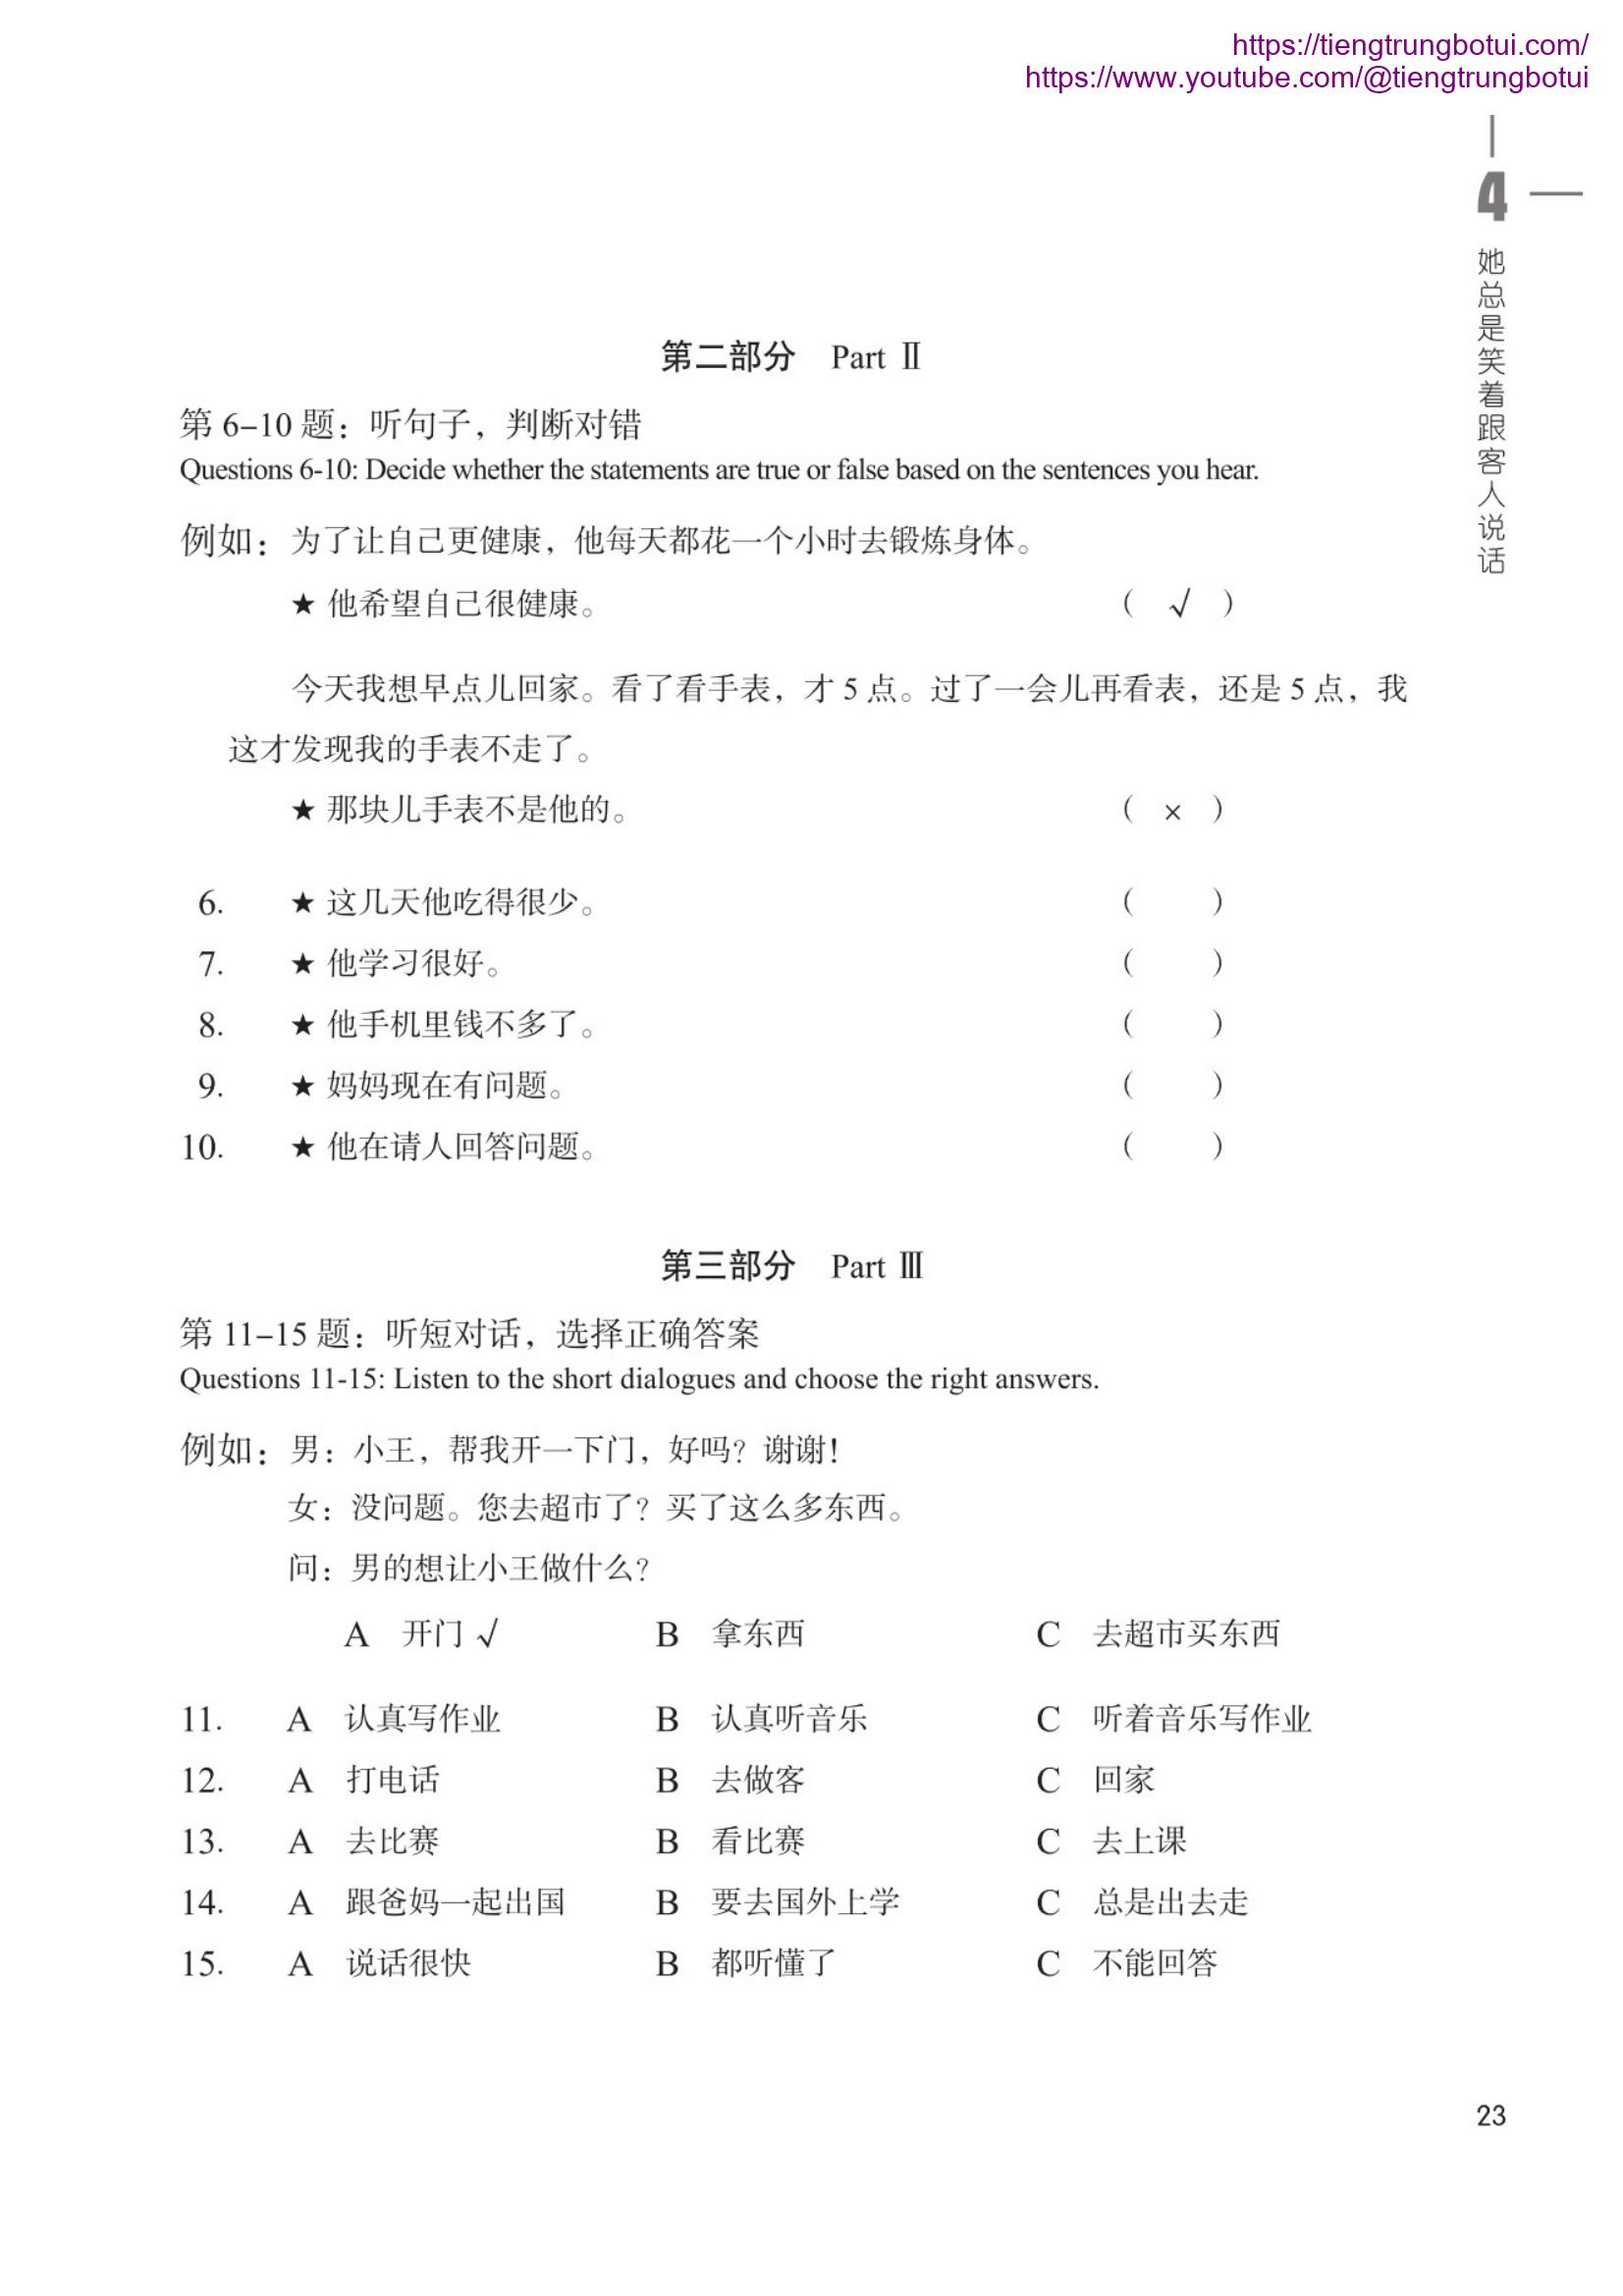 https://tiengtrungbotui.com/
https://www.youtube.com/@tiengtrungbotui
4
她总是笑着跟客人说话
第二部分 Part Ⅱ
第 6–10 题：听句子，判断对错
Questions 6-10: Decide whether the statements are true or false based on the sentences you hear.
例如：为了让自己更健康，他每天都花一个小时去锻炼身体。
★ 他希望自己很健康。 （ √ ）
今天我想早点儿回家。看了看手表，才 5 点。过了一会儿再看表，还是 5 点，我
这才发现我的手表不走了。
★ 那块儿手表不是他的。 （ × ）
6. ★ 这几天他吃得很少。 （ ）
7. ★ 他学习很好。 （ ）
8. ★ 他手机里钱不多了。 （ ）
9. ★ 妈妈现在有问题。 （ ）
10. ★ 他在请人回答问题。 （ ）
第三部分 Part Ⅲ
第 11–15 题：听短对话，选择正确答案
Questions 11-15: Listen to the short dialogues and choose the right answers.
例如：男：小王，帮我开一下门，好吗？谢谢！
女：没问题。您去超市了？买了这么多东西。
问：男的想让小王做什么？
A 开门 √ B 拿东西 C 去超市买东西
11. A 认真写作业 B 认真听音乐 C 听着音乐写作业
12. A 打电话 B 去做客 C 回家
13. A 去比赛 B 看比赛 C 去上课
14. A 跟爸妈一起出国 B 要去国外上学 C 总是出去走
15. A 说话很快 B 都听懂了 C 不能回答
23